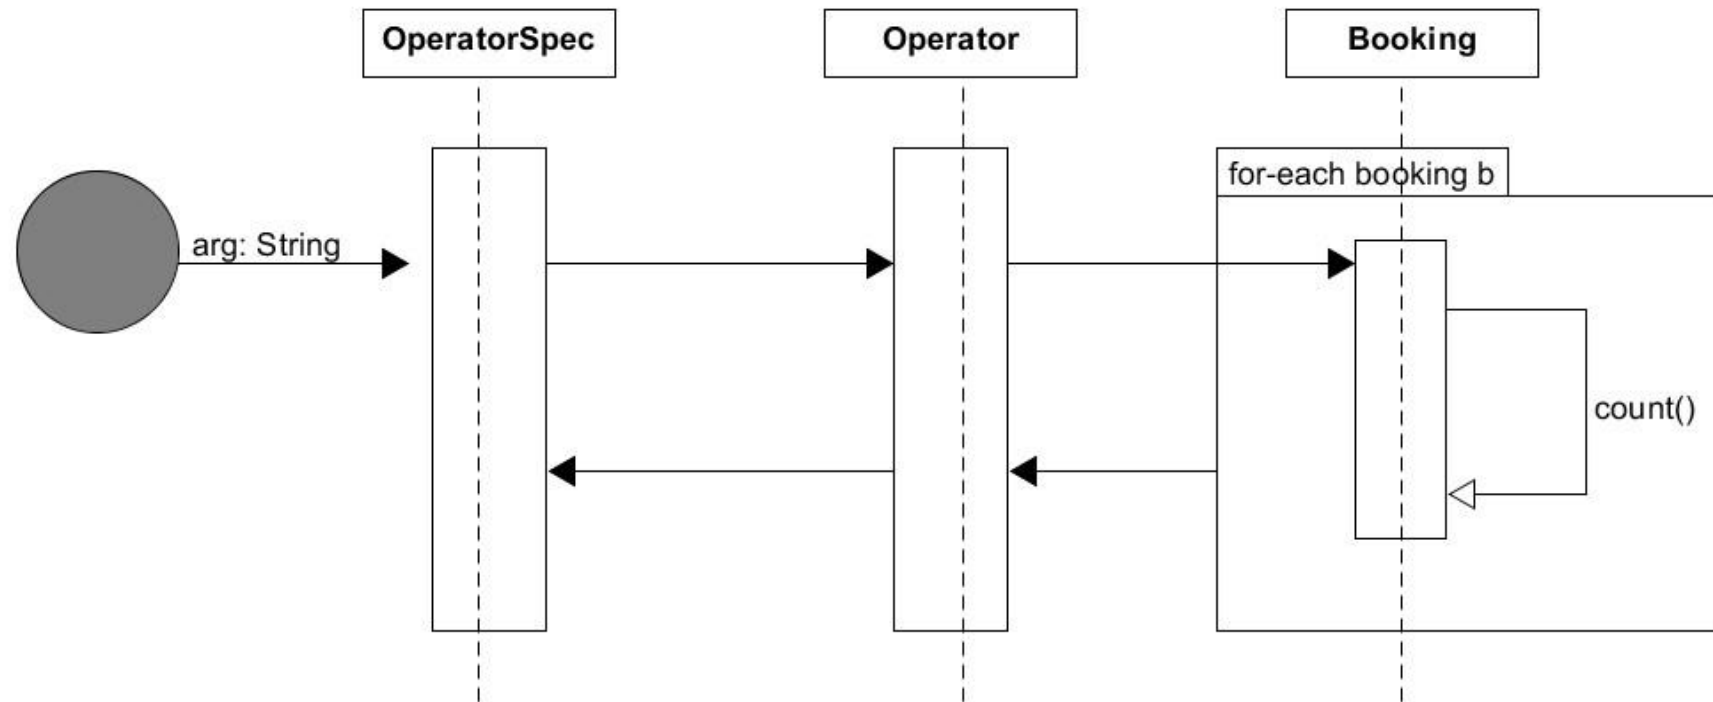 OperatorSpec
Operator
Booking
for-each booking b
arg: String
count()